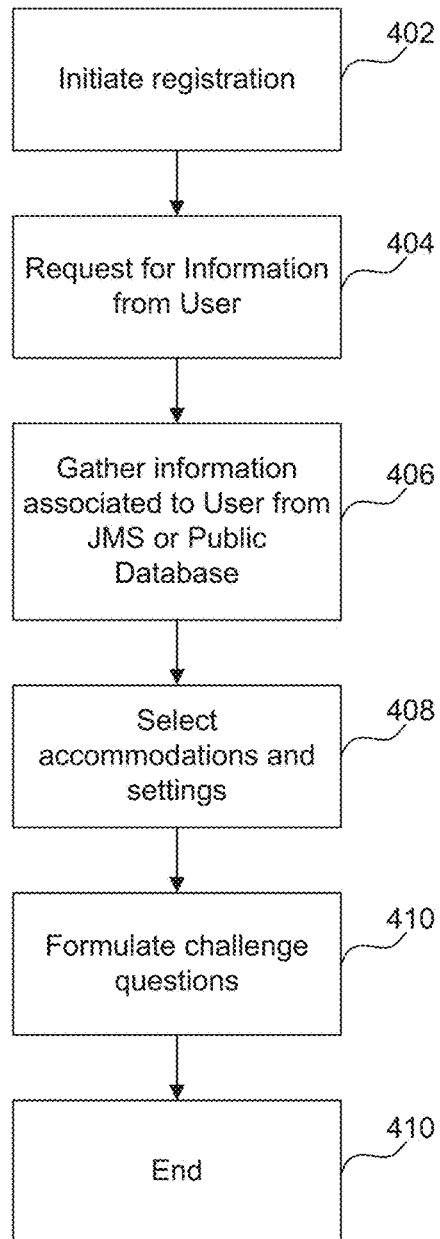 402
Initiate registration
404
Request for Information
from User
406
Gather information
associated to User from
JMS or Public
Database
408
Select
accommodations and
settings
410
Formulate challenge
questions
410
End